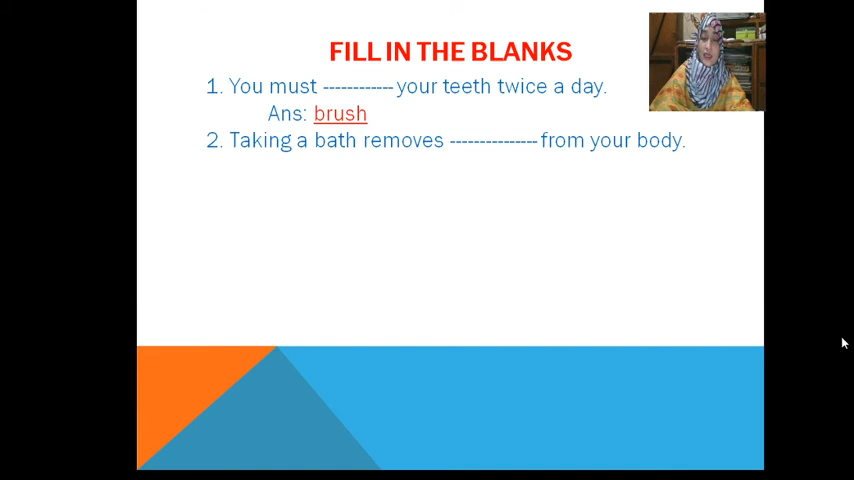 FILL IN THE BLANKS
1. You must ------------ your teeth twice a day.
Ans: brush
2. Taking a bath removes --------------- from your body.